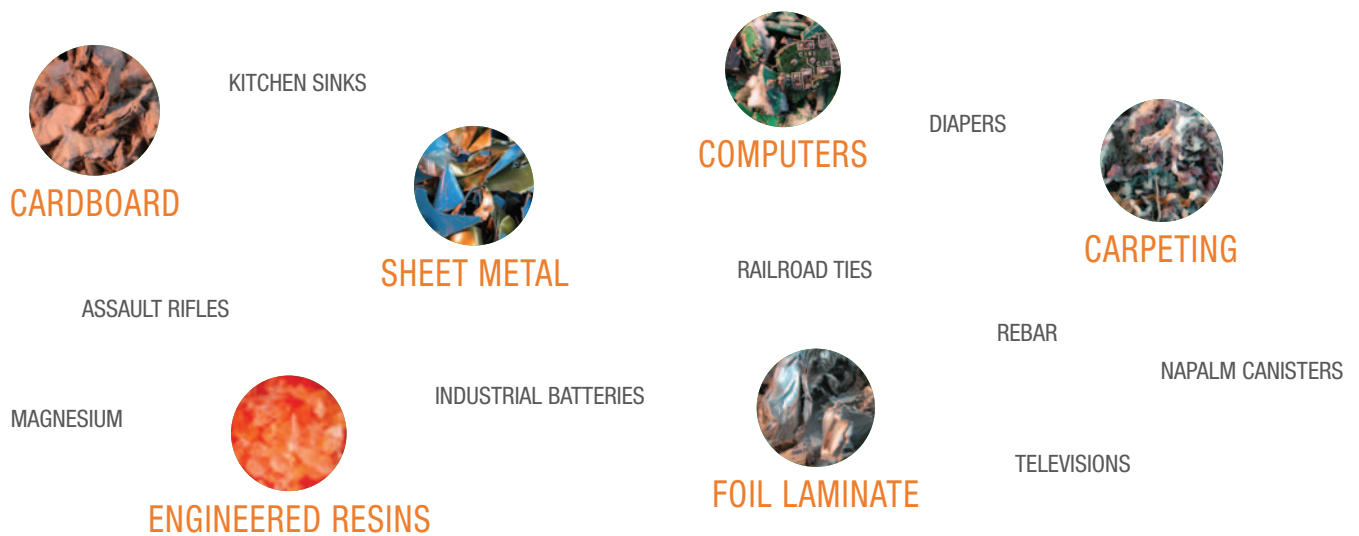 KITCHEN SINKS
CARDBOARD
SHEET METAL
ASSAULT RIFLES
MAGNESIUM
INDUSTRIAL BATTERIES
ENGINEERED RESINS
COMPUTERS
DIAPERS
CARPETING
RAILROAD TIES
REBAR
NAPALM CANISTERS
TELEVISIONS
FOIL LAMINATE